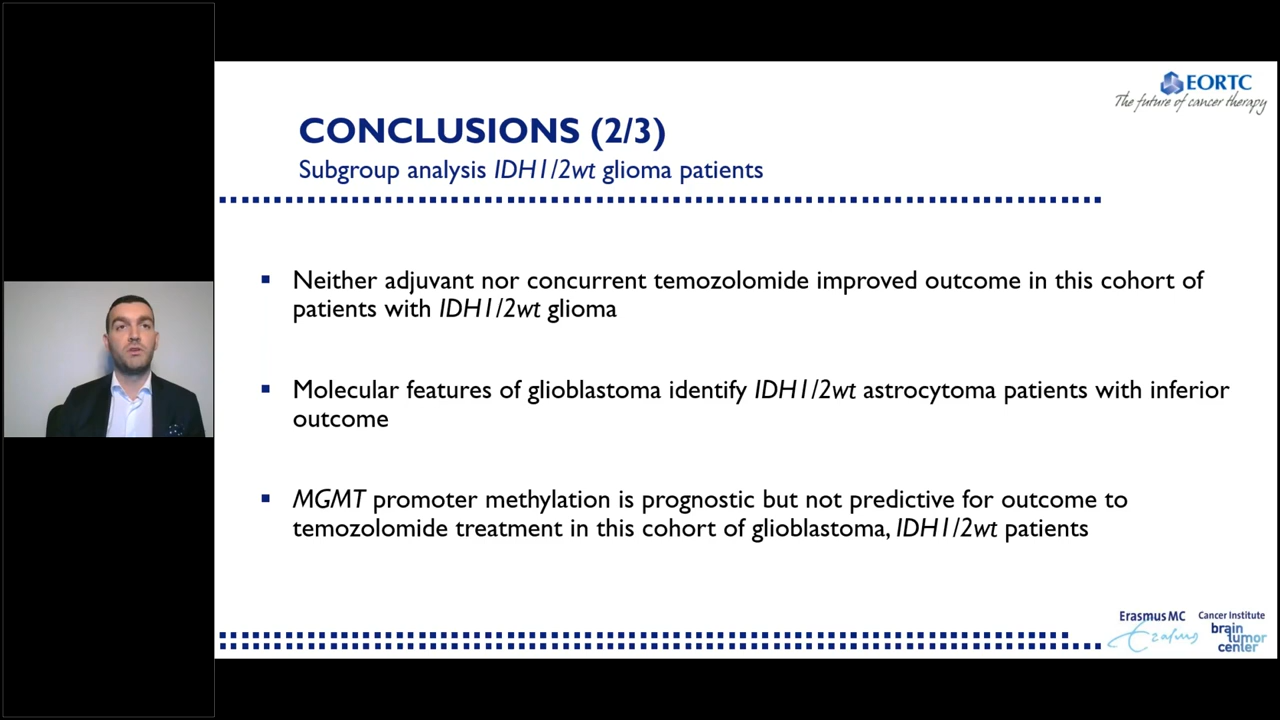 EORTC
The future of cancer therapy
CONCLUSIONS (2/3)
Subgroup analysis IDH1/2wt glioma patients
Neither adjuvant nor concurrent temozolomide improved outcome in this cohort of
patients with IDH1/2wt glioma
Molecular features of glioblastoma identify IDH1/2wt astrocytoma patients with inferior
outcome
MGMT promoter methylation is prognostic but not predictive for outcome to
temozolomide treatment in this cohort of glioblastoma, IDH1/2wt patients
Erasmus MC
Erasmus
Cancer Institute
brain
tumor
center